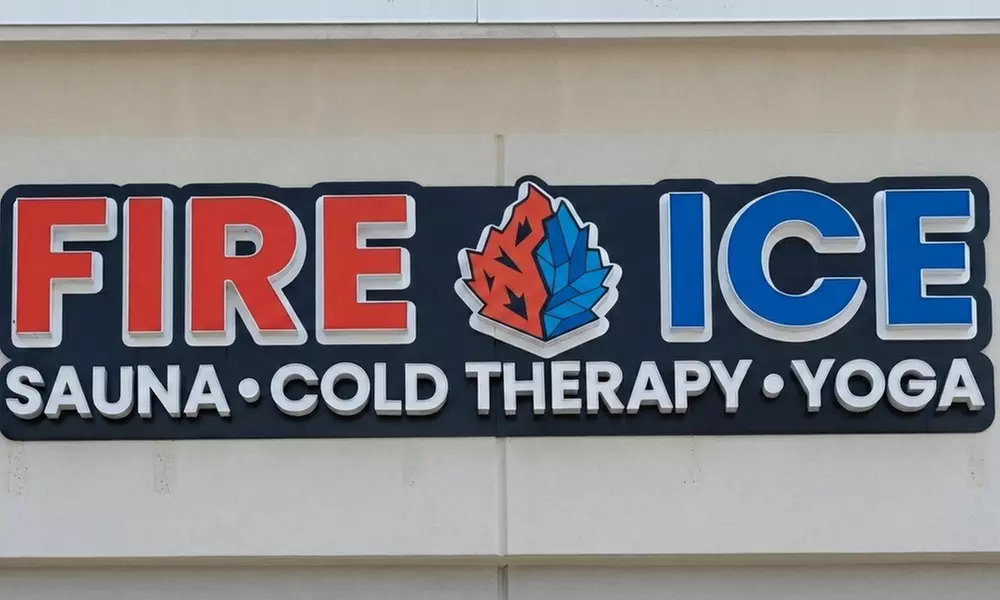 FIRE ICE
SAUNA • COLD THERAPY • YOGA